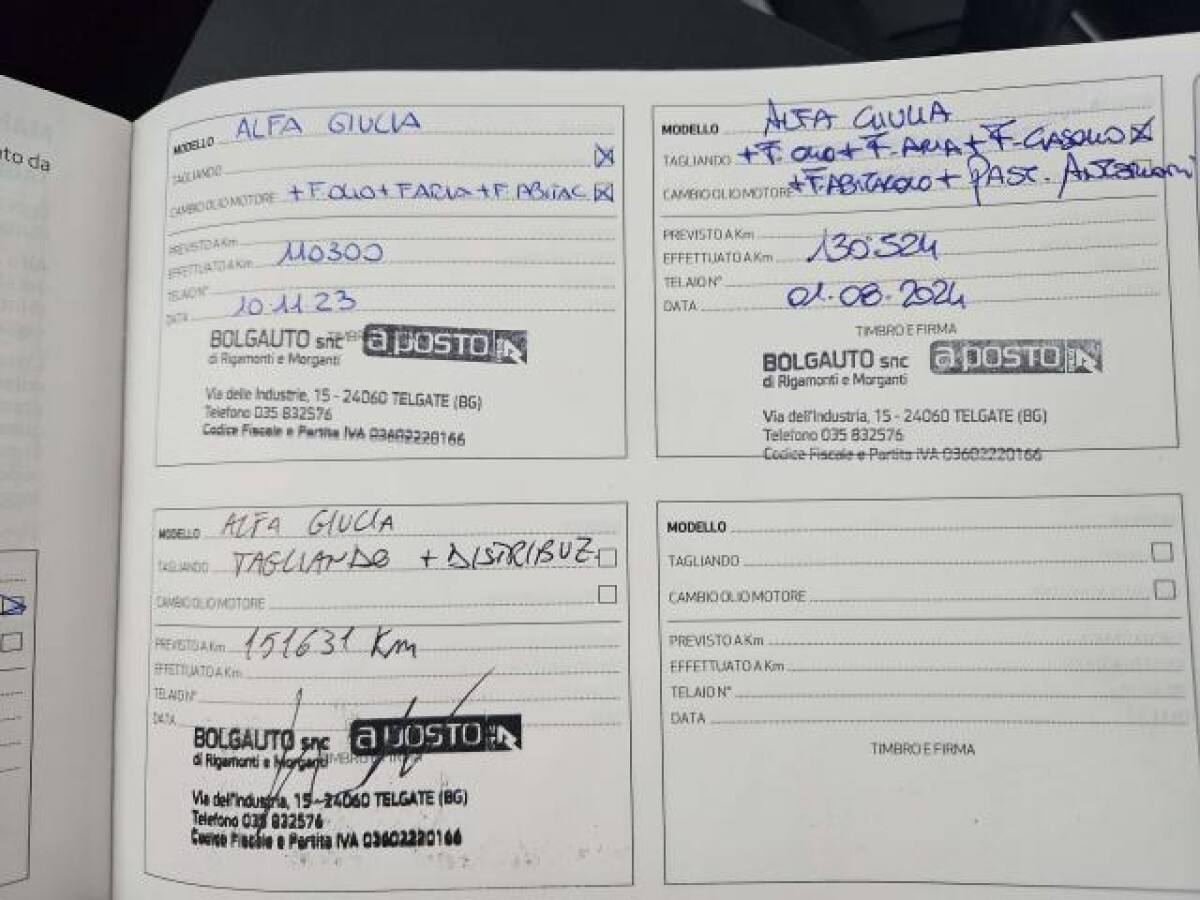 to da
MODELLO ALFA GIULIA
TAGLIANDO
CAMBIO OLIO MOTORE + F. OLIO + F ARIA + F. ABITAC
PREVISTO A Km
EFFETTUATO A Km 110300
TELAIO N°
DATA 10 11 23
TIMBR
BOLGAUTO snc a posto
di Rigamonti e Morganti
Via delle Industrie, 15 - 24060 TELGATE (BG)
Telefono 035 832576
Codice Fiscale e Partita IVA 03602220166
MODELLO ALFA GIULIA
TAGLIANDO + F. OLIO + F. ARIA + F. GASOLIO
CAMBIO OLIO MOTORE + F. ABITACOLO + PAST. ANTERIORI
PREVISTO A Km
EFFETTUATO A Km 130.524
TELAIO N°
DATA 01-08-2024
TIMBRO E FIRMA
BOLGAUTO snc a posto
di Rigamonti e Morganti
Via dell'Industria, 15 - 24060 TELGATE (BG)
Telefono 035 832576
Codice Fiscale e Partita IVA 03602220166
MODELLO ALFA GIULIA
TAGLIANDO TAGLIANDO + DISTRIBUZ.
CAMBIO OLIO MOTORE
PREVISTO A Km 151631 Km
EFFETTUATO A Km
TELAIO N°
DATA
BOLGAUTO snc a posto
di Rigamonti e Morganti
TIMBRO E FIRMA
Via dell'Industria, 15 - 24060 TELGATE (BG)
Telefono 035 832576
Codice Fiscale e Partita IVA 03602220166
MODELLO
TAGLIANDO
CAMBIO OLIO MOTORE
PREVISTO A Km
EFFETTUATO A Km
TELAIO N°
DATA
TIMBRO E FIRMA